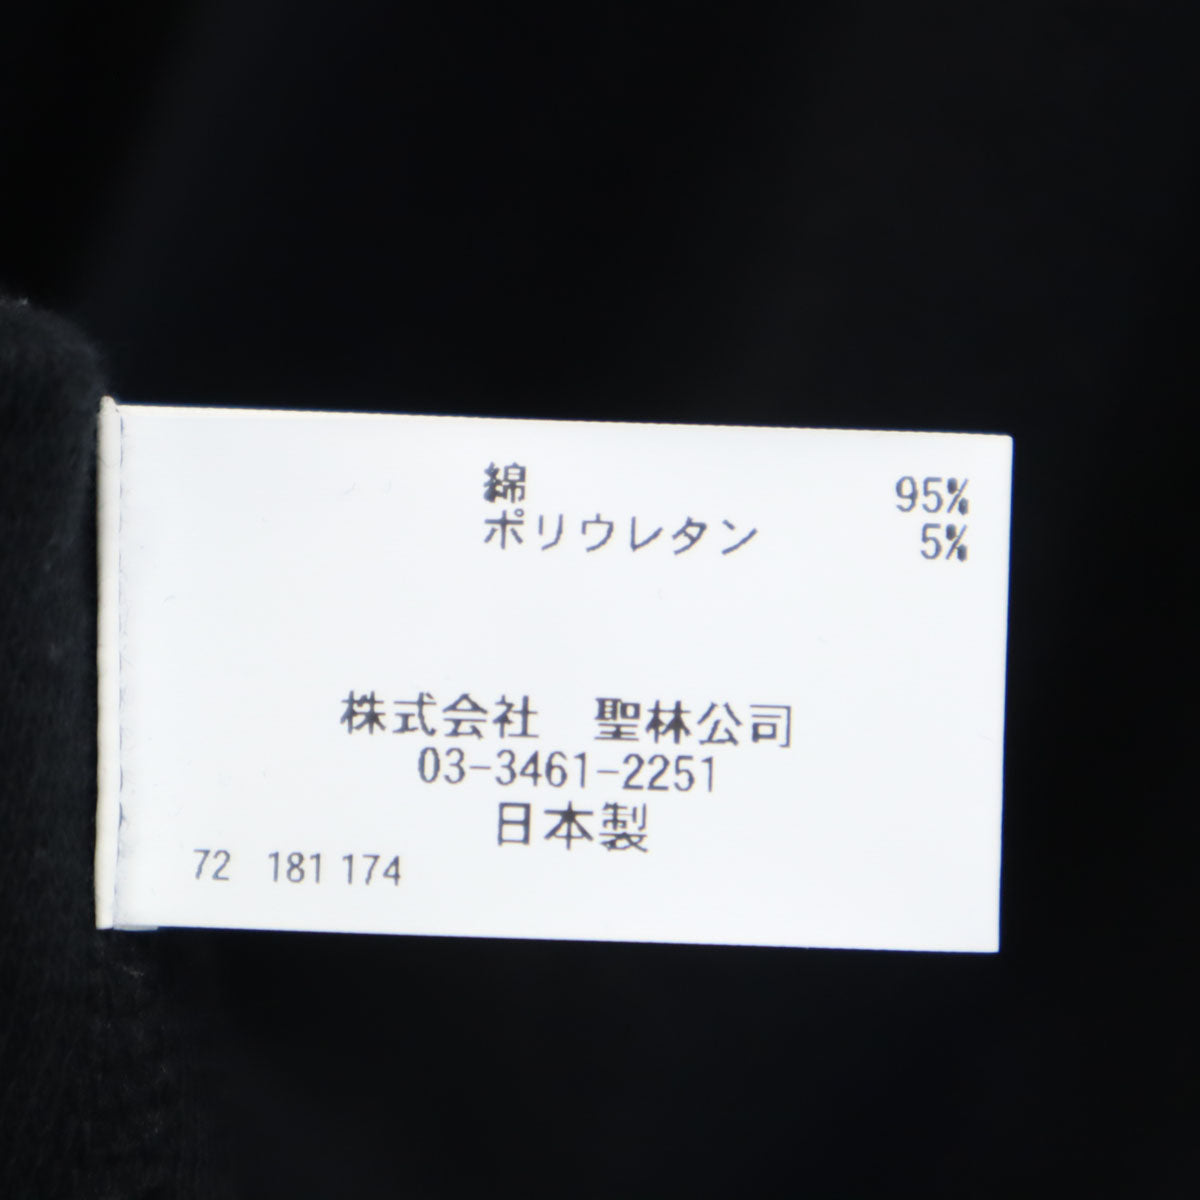 綿 95%
ポリウレタン 5%
株式会社　聖林公司
03-3461-2251
日本製
72 181 174